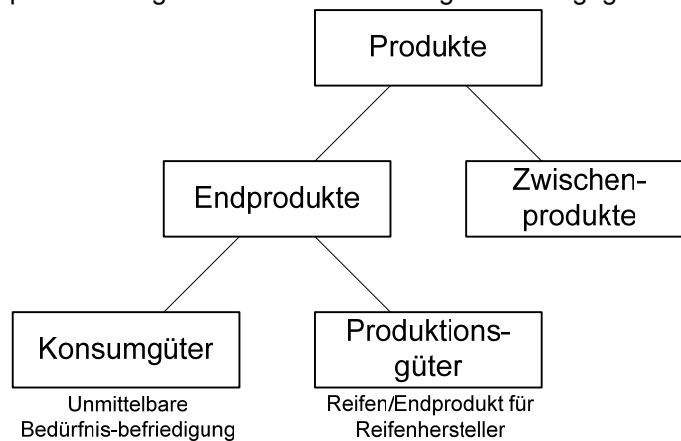 Produkte
Endprodukte
Zwischen-
produkte
Konsumgüter
Produktions-
güter
Unmittelbare
Bedürfnis-befriedigung
Reifen/Endprodukt für
Reifenhersteller